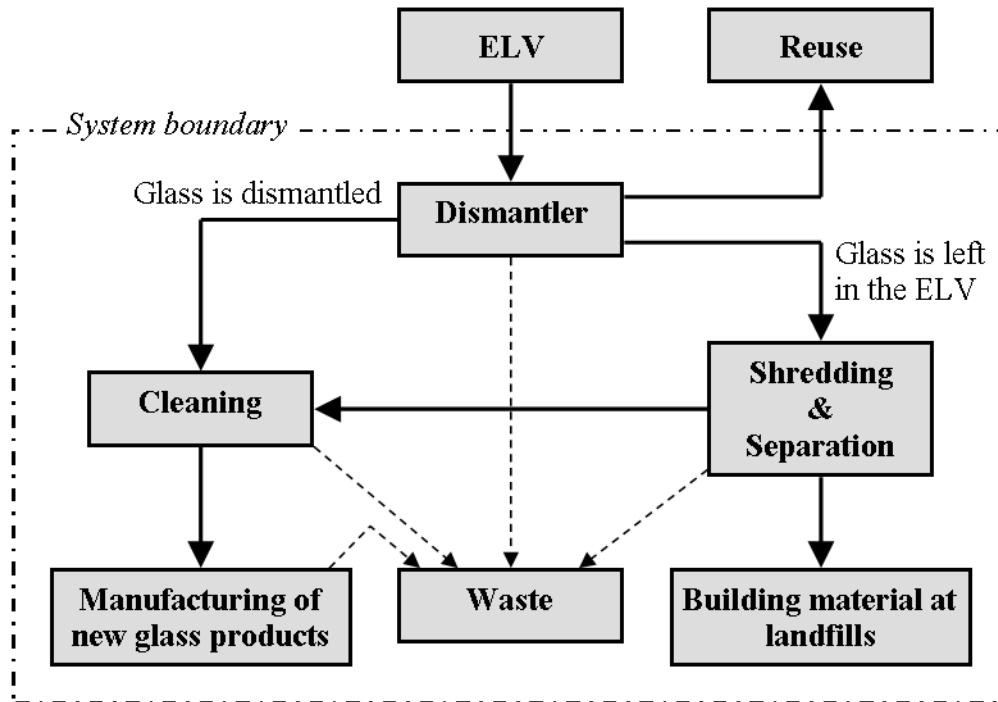 ELV
Reuse
System boundary
Glass is dismantled
Dismantler
Glass is left
in the ELV
Cleaning
Shredding
&
Separation
Manufacturing of
new glass products
Waste
Building material at
landfills